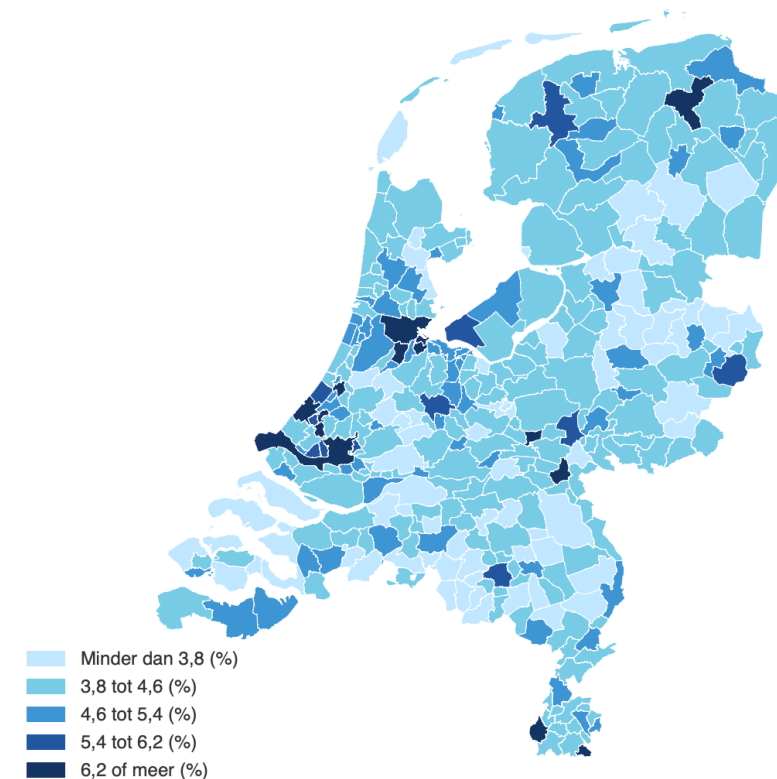 Minder dan 3,8 (%)
3,8 tot 4,6 (%)
4,6 tot 5,4 (%)
5,4 tot 6,2 (%)
6,2 of meer (%)